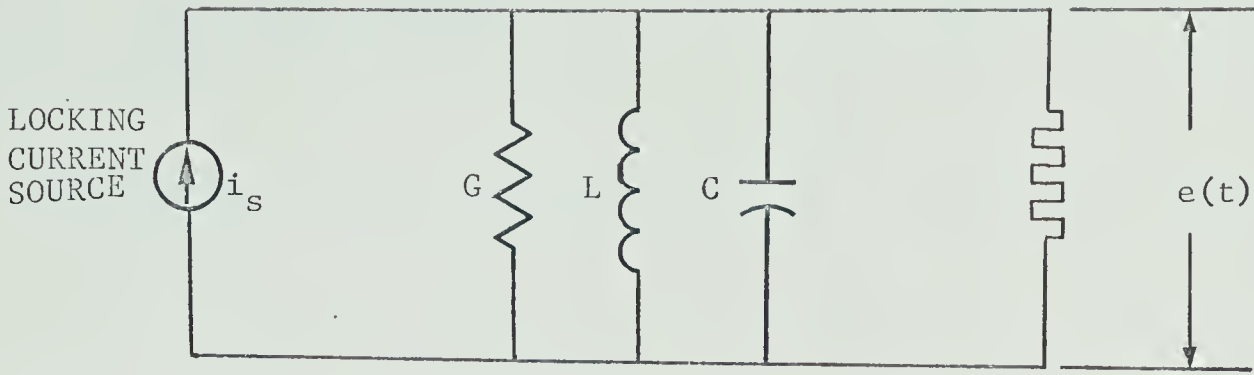 LOCKING
CURRENT
SOURCE
i_s
G
L
C
e(t)